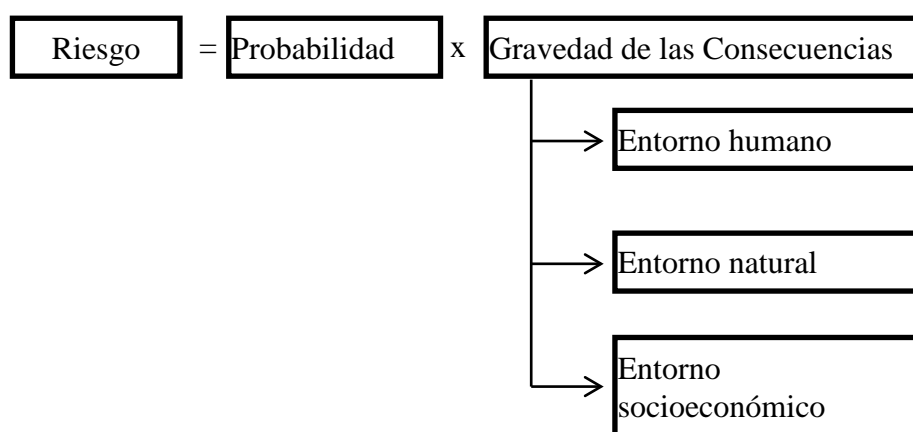 Riesgo = Probabilidad x Gravedad de las Consecuencias
Entorno humano
Entorno natural
Entorno
socioeconómico